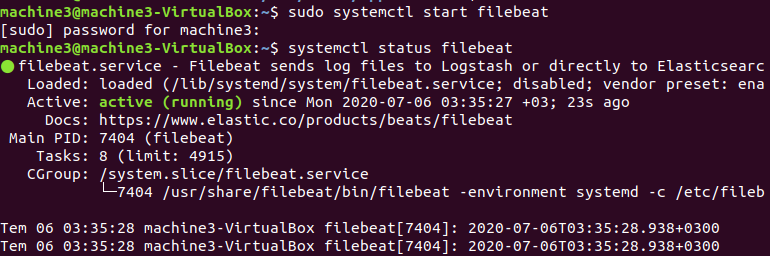 machine3@machine3-VirtualBox:~$ sudo systemctl start filebeat
[sudo] password for machine3:
machine3@machine3-VirtualBox:~$ systemctl status filebeat
● filebeat.service - Filebeat sends log files to Logstash or directly to Elasticsearc
   Loaded: loaded (/lib/systemd/system/filebeat.service; disabled; vendor preset: ena
   Active: active (running) since Mon 2020-07-06 03:35:27 +03; 23s ago
     Docs: https://www.elastic.co/products/beats/filebeat
 Main PID: 7404 (filebeat)
    Tasks: 8 (limit: 4915)
   CGroup: /system.slice/filebeat.service
           └─7404 /usr/share/filebeat/bin/filebeat -environment systemd -c /etc/fileb
Tem 06 03:35:28 machine3-VirtualBox filebeat[7404]: 2020-07-06T03:35:28.938+0300
Tem 06 03:35:28 machine3-VirtualBox filebeat[7404]: 2020-07-06T03:35:28.938+0300